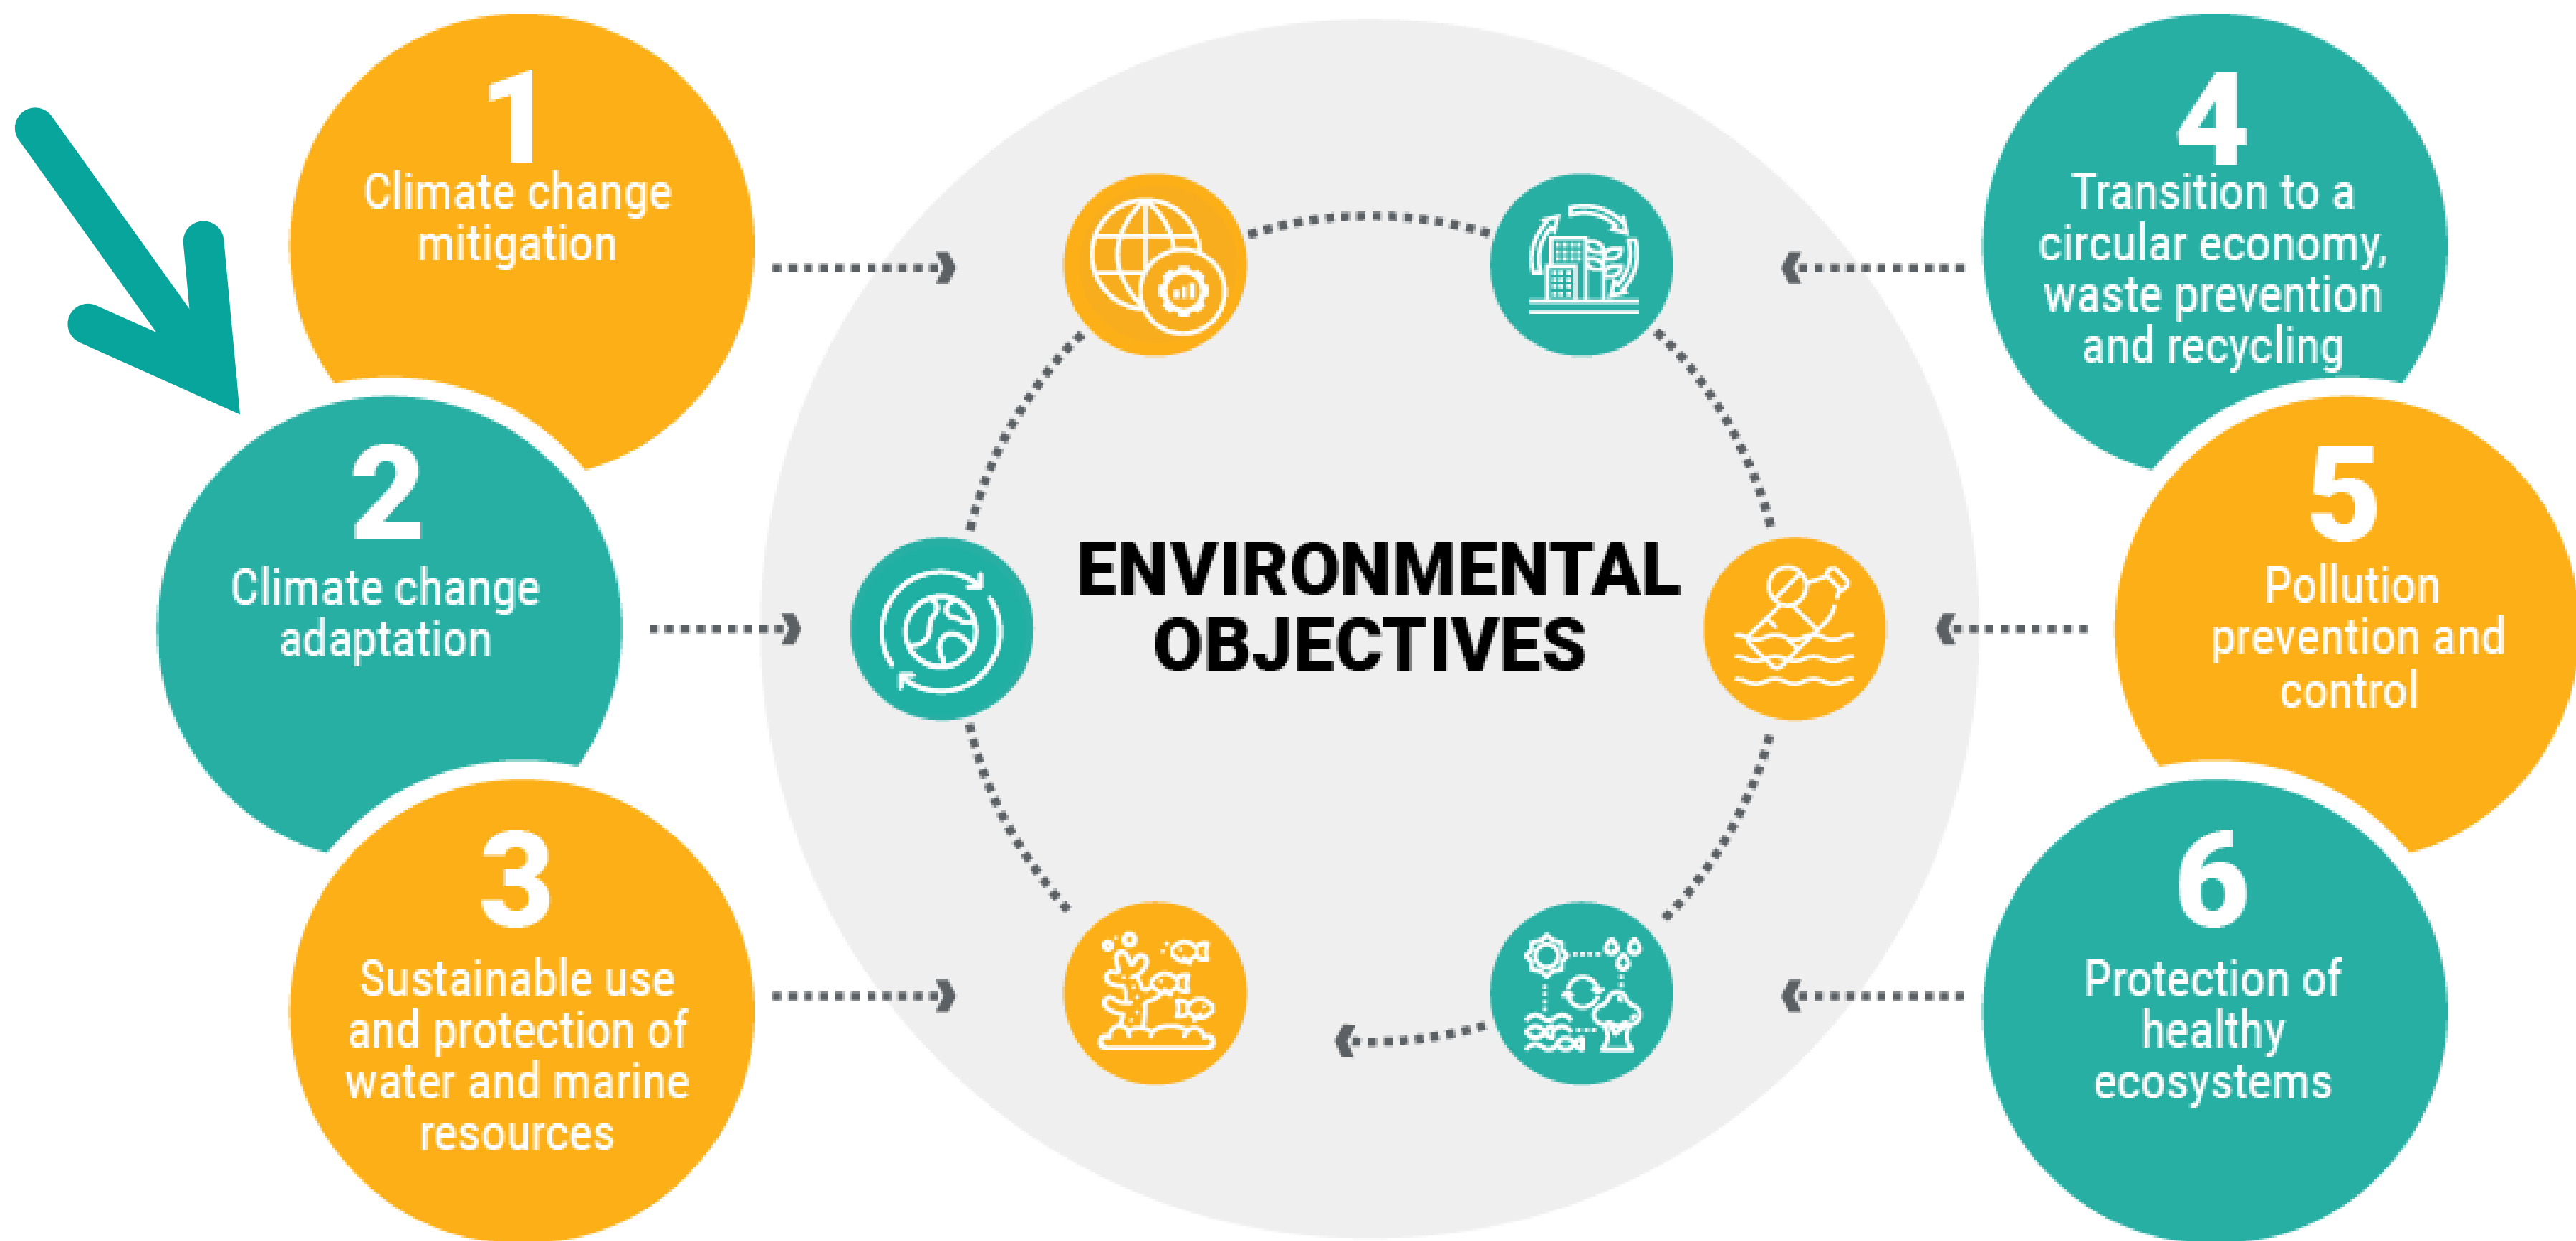 1
Climate change
mitigation
2
Climate change
adaptation
3
Sustainable use
and protection of
water and marine
resources
ENVIRONMENTAL
OBJECTIVES
4
Transition to a
circular economy,
waste prevention
and recycling
5
Pollution
prevention and
control
6
Protection of
healthy
ecosystems